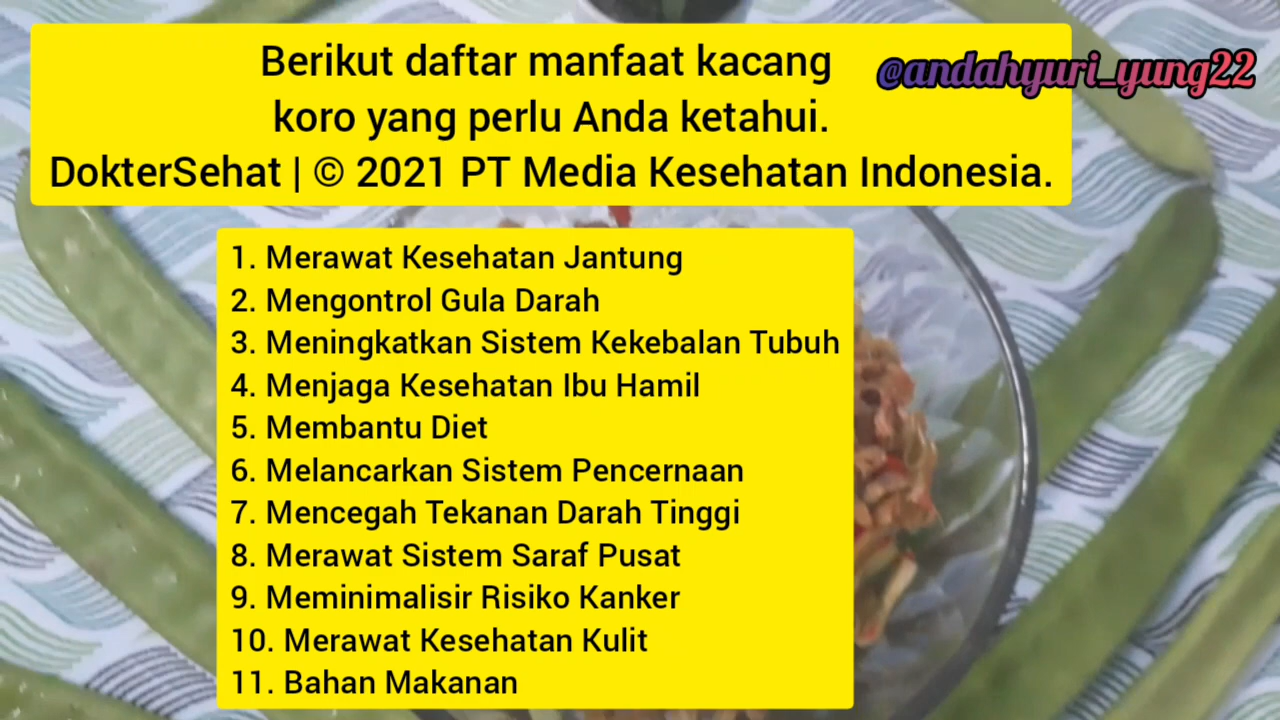 Berikut daftar manfaat kacang
koro yang perlu Anda ketahui.
DokterSehat | © 2021 PT Media Kesehatan Indonesia.
@andahyuri_yung22
1. Merawat Kesehatan Jantung
2. Mengontrol Gula Darah
3. Meningkatkan Sistem Kekebalan Tubuh
4. Menjaga Kesehatan Ibu Hamil
5. Membantu Diet
6. Melancarkan Sistem Pencernaan
7. Mencegah Tekanan Darah Tinggi
8. Merawat Sistem Saraf Pusat
9. Meminimalisir Risiko Kanker
10. Merawat Kesehatan Kulit
11. Bahan Makanan